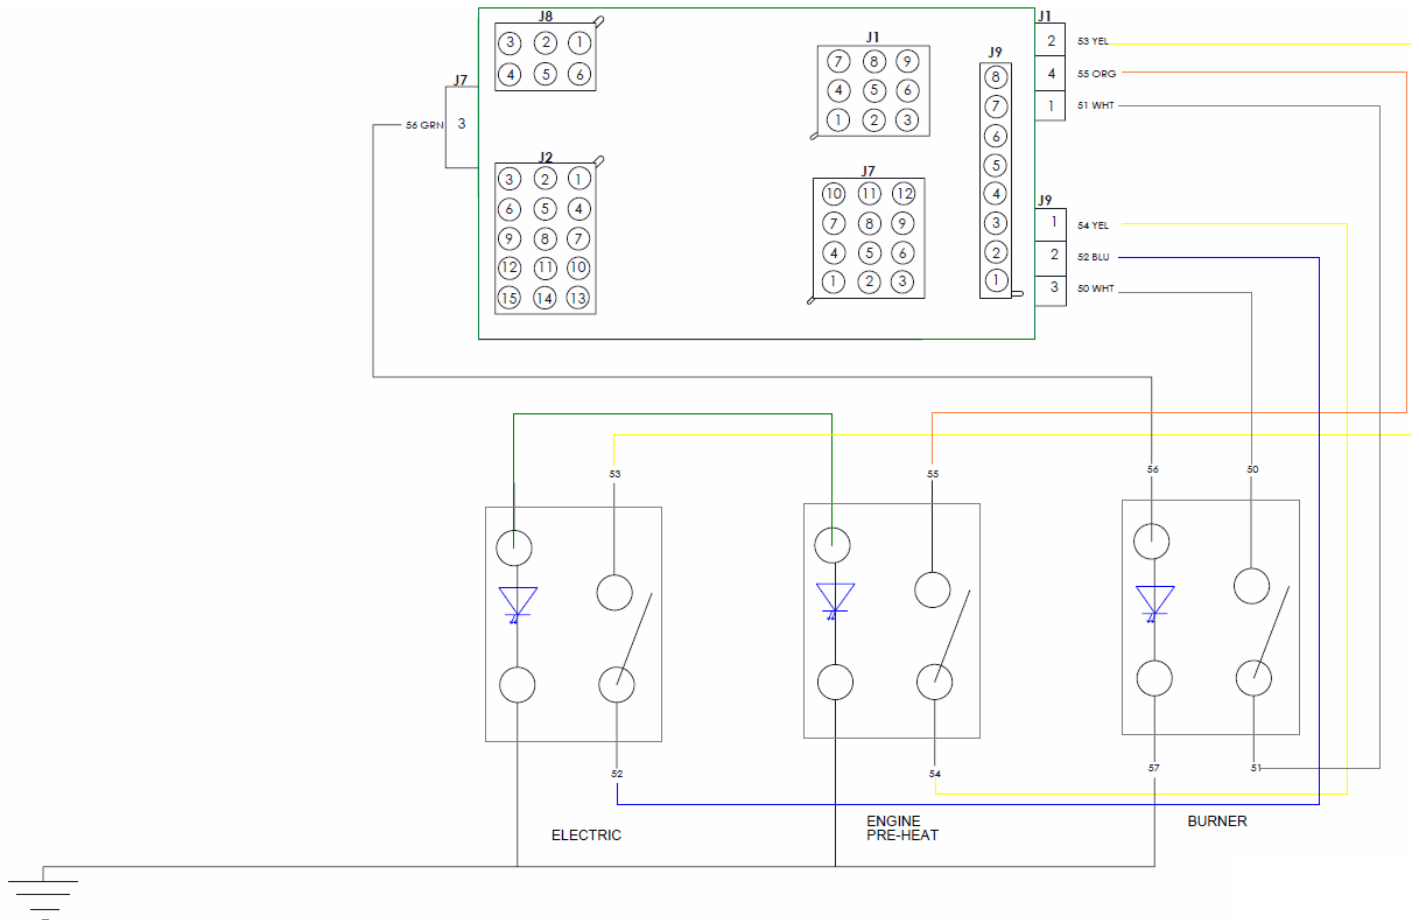 J8
3 2 1
4 5 6
J7
3
56 GRN
J2
3 2 1
6 5 4
9 8 7
12 11 10
15 14 13
J1
7 8 9
4 5 6
1 2 3
J7
10 11 12
7 8 9
4 5 6
1 2 3
J9
8
7
6
5
4
3
2
1
J1
2 53 YEL
4 55 ORG
1 51 WHT
J9
1 54 YEL
2 52 BLU
3 50 WHT
53
55
56
50
52
54
57
51
ELECTRIC
ENGINE
PRE-HEAT
BURNER